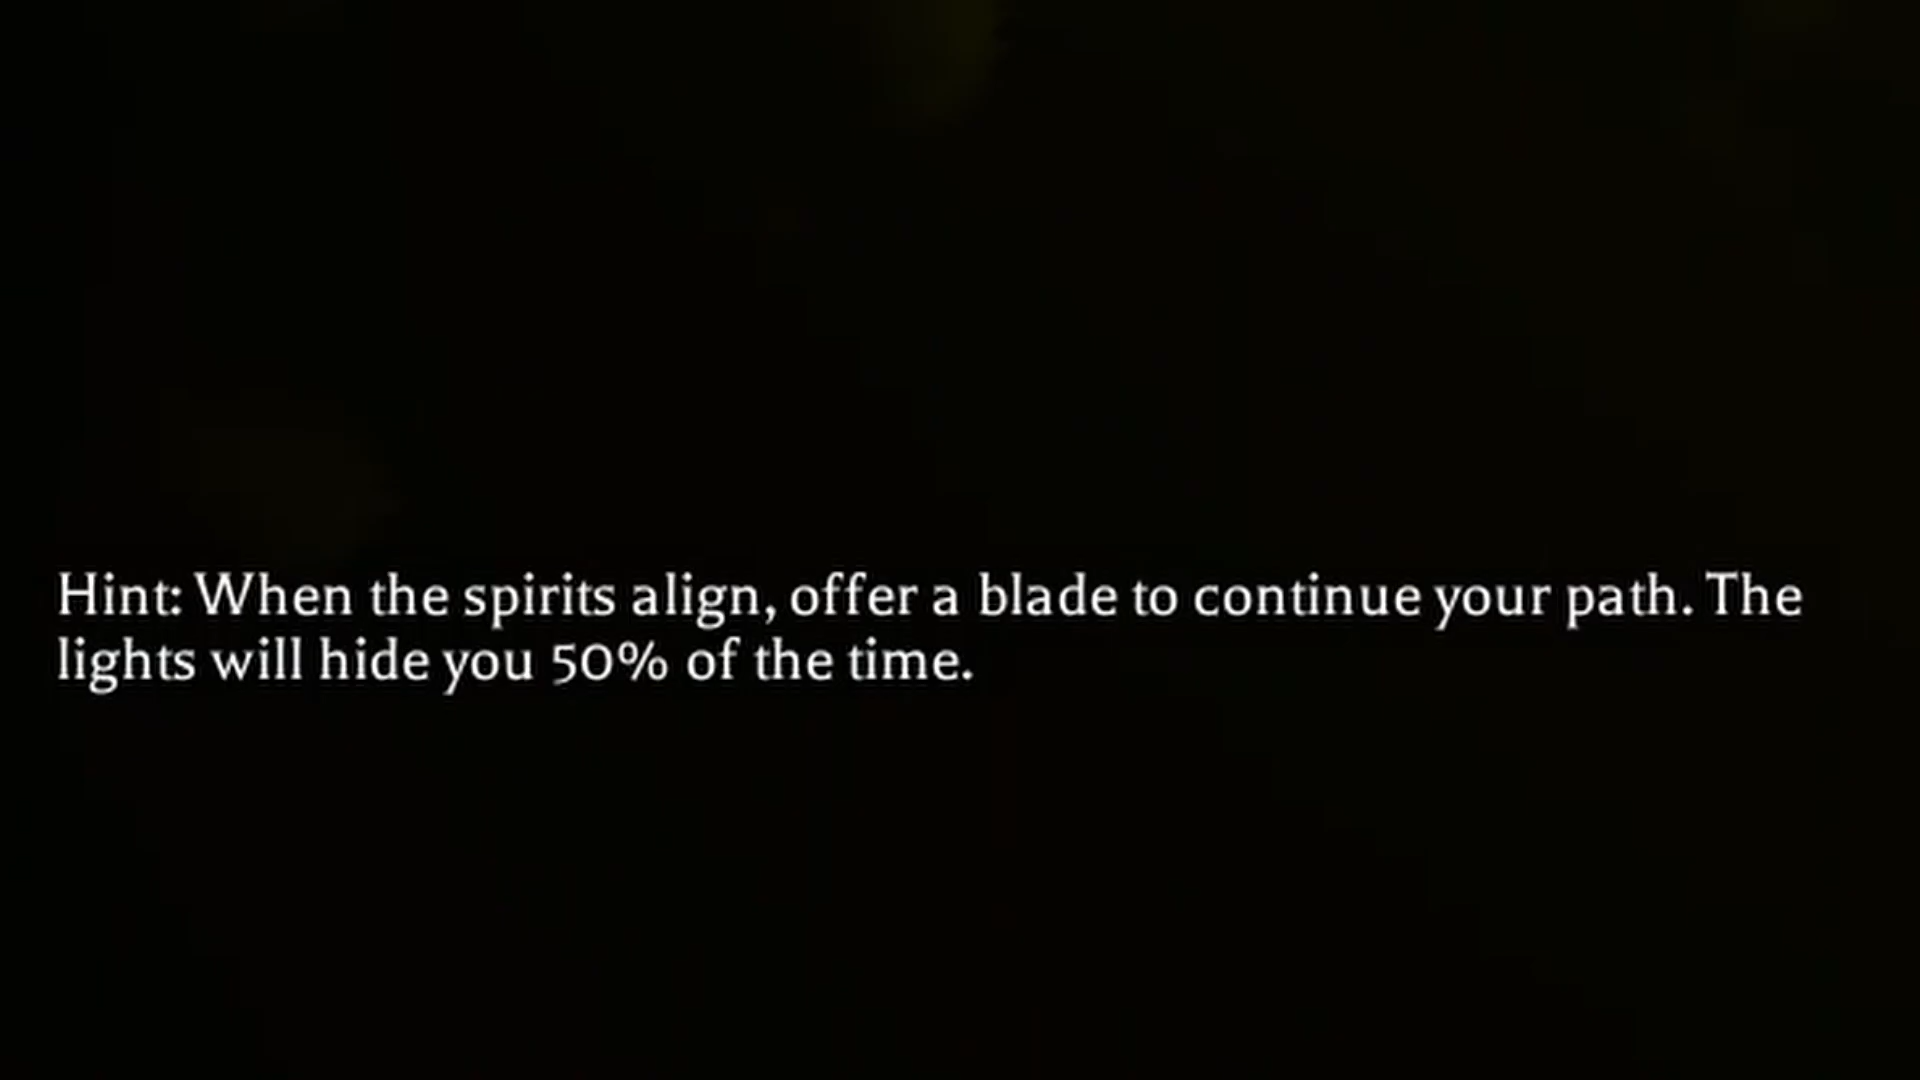 Hint: When the spirits align, offer a blade to continue your path. The
lights will hide you 50% of the time.